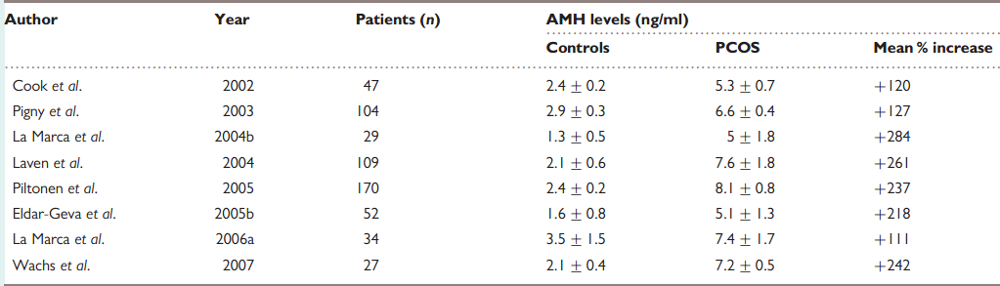 Author Year Patients (n) AMH levels (ng/ml)
Controls PCOS Mean % increase
Cook et al. 2002 47 2.4 ± 0.2 5.3 ± 0.7 +120
Pigny et al. 2003 104 2.9 ± 0.3 6.6 ± 0.4 +127
La Marca et al. 2004b 29 1.3 ± 0.5 5 ± 1.8 +284
Laven et al. 2004 109 2.1 ± 0.6 7.6 ± 1.8 +261
Piltonen et al. 2005 170 2.4 ± 0.2 8.1 ± 0.8 +237
Eldar-Geva et al. 2005b 52 1.6 ± 0.8 5.1 ± 1.3 +218
La Marca et al. 2006a 34 3.5 ± 1.5 7.4 ± 1.7 +111
Wachs et al. 2007 27 2.1 ± 0.4 7.2 ± 0.5 +242